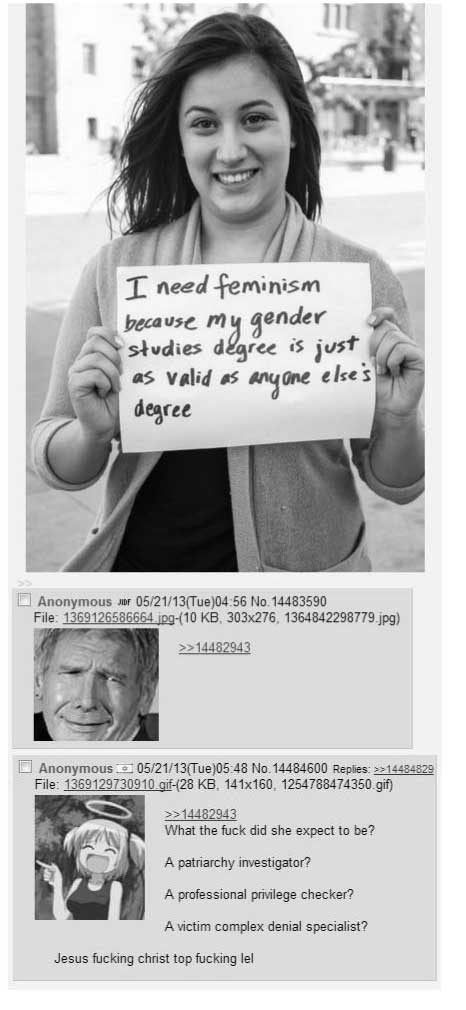 I need feminism
because my gender
studies degree is just
as valid as anyone else's
degree
>>
Anonymous JIDF 05/21/13(Tue)04:56 No.14483590
File: 1369126586664.jpg-(10 KB, 303x276, 1364842298779.jpg)
>>14482943
Anonymous 05/21/13(Tue)05:48 No.14484600 Replies: >>14484829
File: 1369129730910.gif-(28 KB, 141x160, 1254788474350.gif)
>>14482943
What the fuck did she expect to be?
A patriarchy investigator?
A professional privilege checker?
A victim complex denial specialist?
Jesus fucking christ top fucking lel